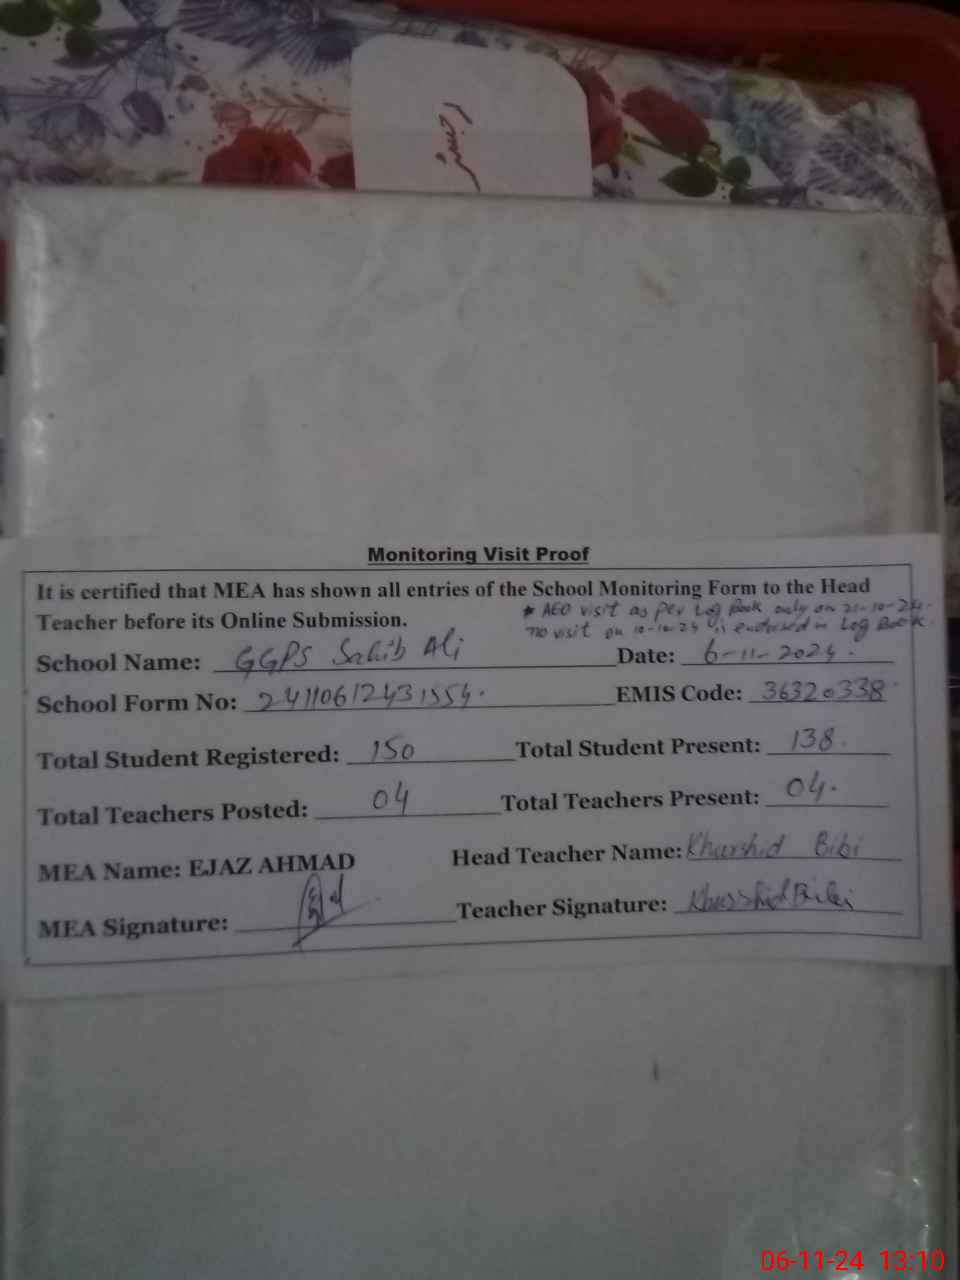 Monitoring Visit Proof
It is certified that MEA has shown all entries of the School Monitoring Form to the Head
Teacher before its Online Submission.
* AEO visit as per Log Book only on 21-10-24.
no visit on 10-10-24 is endorsed in Log Book.
School Name: GGPS Sahib Ali Date: 6-11-2024.
School Form No: 24110612431554. EMIS Code: 36320338
Total Student Registered: 150 Total Student Present: 138.
Total Teachers Posted: 04 Total Teachers Present: 04.
MEA Name: EJAZ AHMAD Head Teacher Name: Khurshid Bibi
MEA Signature: Teacher Signature: Khurshid Bibi
06-11-24 13:10